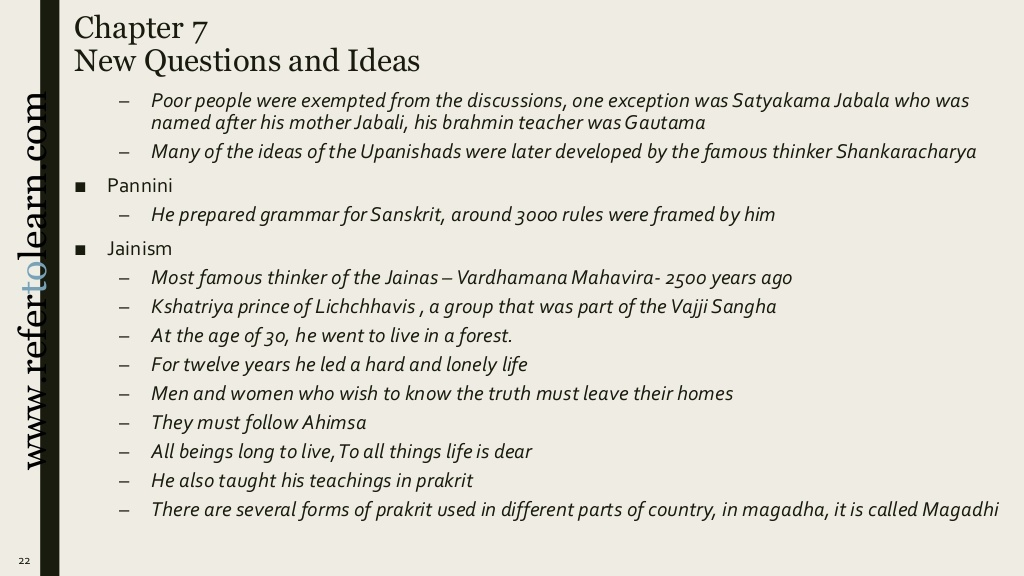 Chapter 7
New Questions and Ideas
– Poor people were exempted from the discussions, one exception was Satyakama Jabala who was
named after his mother Jabali, his brahmin teacher was Gautama
– Many of the ideas of the Upanishads were later developed by the famous thinker Shankaracharya
■ Pannini
– He prepared grammar for Sanskrit, around 3000 rules were framed by him
■ Jainism
– Most famous thinker of the Jainas – Vardhamana Mahavira- 2500 years ago
– Kshatriya prince of Lichchhavis , a group that was part of the Vajji Sangha
– At the age of 30, he went to live in a forest.
– For twelve years he led a hard and lonely life
– Men and women who wish to know the truth must leave their homes
– They must follow Ahimsa
– All beings long to live, To all things life is dear
– He also taught his teachings in prakrit
– There are several forms of prakrit used in different parts of country, in magadha, it is called Magadhi
www.refertolearn.com
22